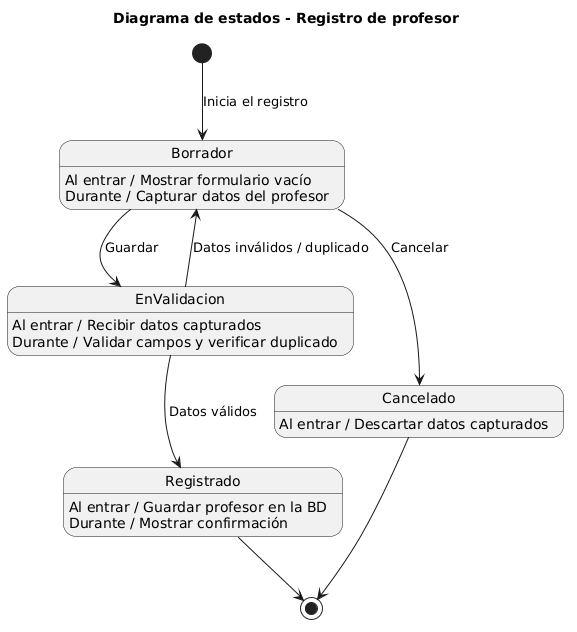 Diagrama de estados - Registro de profesor
Inicia el registro
Borrador
Al entrar / Mostrar formulario vacío
Durante / Capturar datos del profesor
Guardar
Datos inválidos / duplicado
Cancelar
EnValidacion
Al entrar / Recibir datos capturados
Durante / Validar campos y verificar duplicado
Cancelado
Al entrar / Descartar datos capturados
Datos válidos
Registrado
Al entrar / Guardar profesor en la BD
Durante / Mostrar confirmación